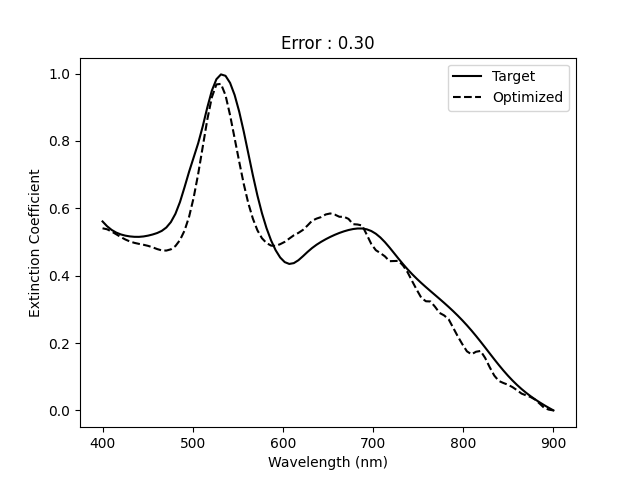 Error : 0.30
Target
Optimized
Extinction Coefficient
1.0
0.8
0.6
0.4
0.2
0.0
400 500 600 700 800 900
Wavelength (nm)